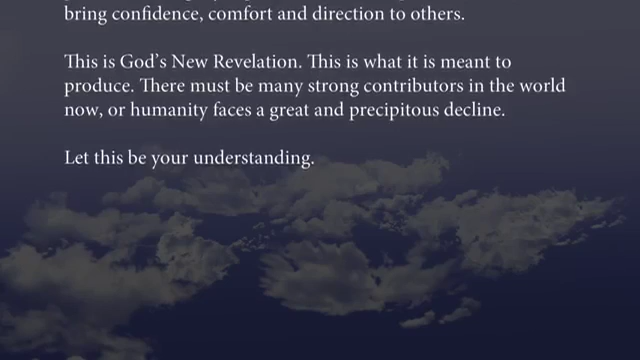 bring confidence, comfort and direction to others.
This is God's New Revelation. This is what it is meant to
produce. There must be many strong contributors in the world
now, or humanity faces a great and precipitous decline.
Let this be your understanding.